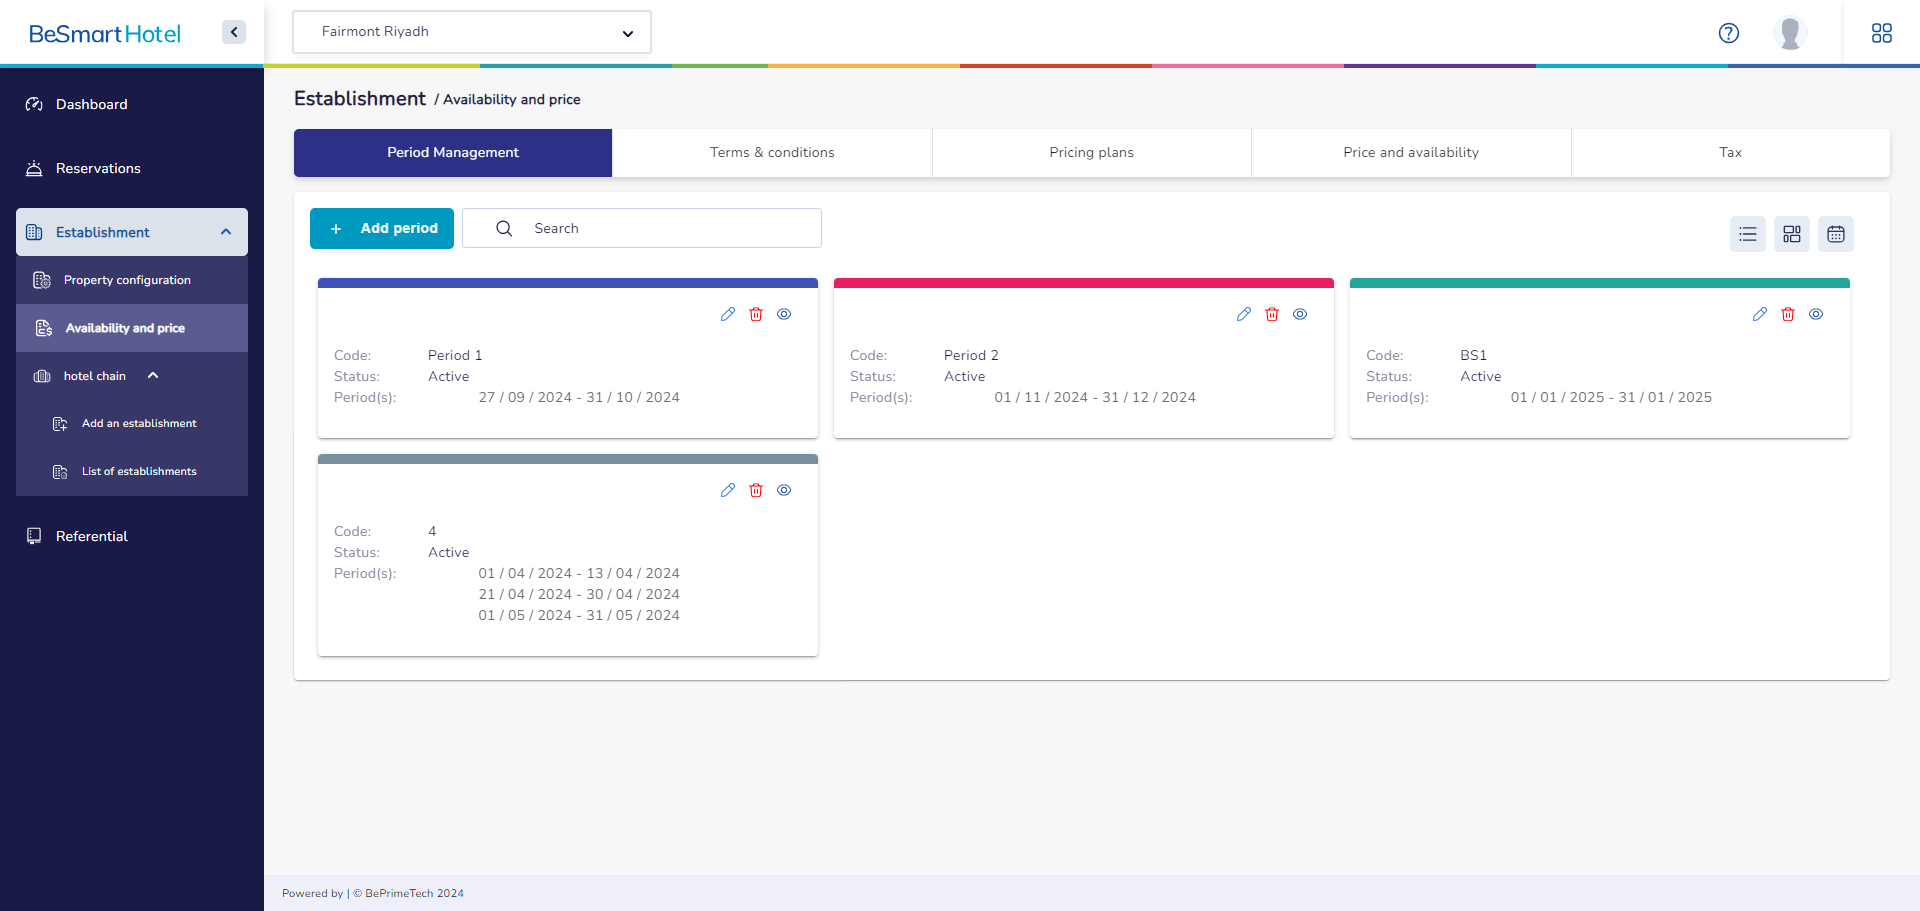 BeSmart Hotel
Fairmont Riyadh
Dashboard
Reservations
Establishment
Property configuration
Availability and price
hotel chain
Add an establishment
List of establishments
Referential
Establishment / Availability and price
Period Management
Terms & conditions
Pricing plans
Price and availability
Tax
+ Add period
Search
Code: Period 1
Status: Active
Period(s): 27 / 09 / 2024 - 31 / 10 / 2024
Code: Period 2
Status: Active
Period(s): 01 / 11 / 2024 - 31 / 12 / 2024
Code: BS1
Status: Active
Period(s): 01 / 01 / 2025 - 31 / 01 / 2025
Code: 4
Status: Active
Period(s): 01 / 04 / 2024 - 13 / 04 / 2024
21 / 04 / 2024 - 30 / 04 / 2024
01 / 05 / 2024 - 31 / 05 / 2024
Powered by | © BePrimeTech 2024